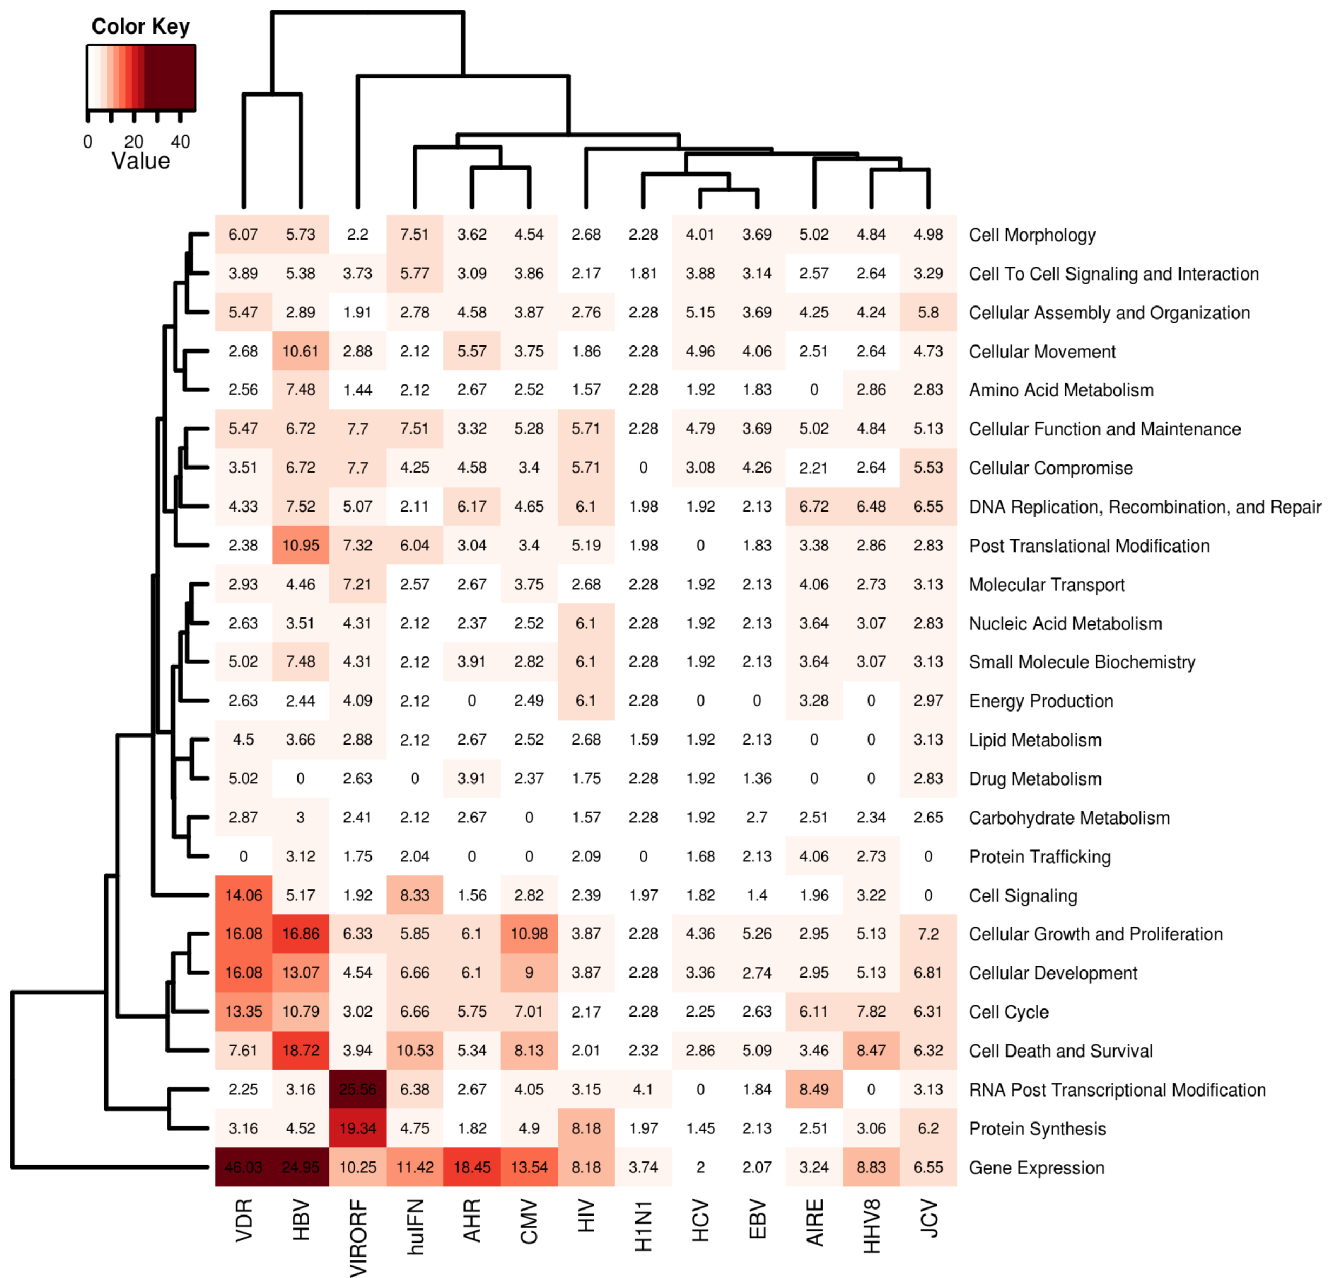 Color Key
0 20 40
Value
6.07 5.73 2.2 7.51 3.62 4.54 2.68 2.28 4.01 3.69 5.02 4.84 4.98 Cell Morphology
3.89 5.38 3.73 5.77 3.09 3.86 2.17 1.81 3.88 3.14 2.57 2.64 3.29 Cell To Cell Signaling and Interaction
5.47 2.89 1.91 2.78 4.58 3.87 2.76 2.28 5.15 3.69 4.25 4.24 5.8 Cellular Assembly and Organization
2.68 10.61 2.88 2.12 5.57 3.75 1.86 2.28 4.96 4.06 2.51 2.64 4.73 Cellular Movement
2.56 7.48 1.44 2.12 2.67 2.52 1.57 2.28 1.92 1.83 0 2.86 2.83 Amino Acid Metabolism
5.47 6.72 7.7 7.51 3.32 5.28 5.71 2.28 4.79 3.69 5.02 4.84 5.13 Cellular Function and Maintenance
3.51 6.72 7.7 4.25 4.58 3.4 5.71 0 3.08 4.26 2.21 2.64 5.53 Cellular Compromise
4.33 7.52 5.07 2.11 6.17 4.65 6.1 1.98 1.92 2.13 6.72 6.48 6.55 DNA Replication, Recombination, and Repair
2.38 10.95 7.32 6.04 3.04 3.4 5.19 1.98 0 1.83 3.38 2.86 2.83 Post Translational Modification
2.93 4.46 7.21 2.57 2.67 3.75 2.68 2.28 1.92 2.13 4.06 2.73 3.13 Molecular Transport
2.63 3.51 4.31 2.12 2.37 2.52 6.1 2.28 1.92 2.13 3.64 3.07 2.83 Nucleic Acid Metabolism
5.02 7.48 4.31 2.12 3.91 2.82 6.1 2.28 1.92 2.13 3.64 3.07 3.13 Small Molecule Biochemistry
2.63 2.44 4.09 2.12 0 2.49 6.1 2.28 0 0 3.28 0 2.97 Energy Production
4.5 3.66 2.88 2.12 2.67 2.52 2.68 1.59 1.92 2.13 0 0 3.13 Lipid Metabolism
5.02 0 2.63 0 3.91 2.37 1.75 2.28 1.92 1.36 0 0 2.83 Drug Metabolism
2.87 3 2.41 2.12 2.67 0 1.57 2.28 1.92 2.7 2.51 2.34 2.65 Carbohydrate Metabolism
0 3.12 1.75 2.04 0 0 2.09 0 1.68 2.13 4.06 2.73 0 Protein Trafficking
14.06 5.17 1.92 8.33 1.56 2.82 2.39 1.97 1.82 1.4 1.96 3.22 0 Cell Signaling
16.08 16.86 6.33 5.85 6.1 10.98 3.87 2.28 4.36 5.26 2.95 5.13 7.2 Cellular Growth and Proliferation
16.08 13.07 4.54 6.66 6.1 9 3.87 2.28 3.36 2.74 2.95 5.13 6.81 Cellular Development
13.35 10.79 3.02 6.66 5.75 7.01 2.17 2.28 2.25 2.63 6.11 7.82 6.31 Cell Cycle
7.61 18.72 3.94 10.53 5.34 8.13 2.01 2.32 2.86 5.09 3.46 8.47 6.32 Cell Death and Survival
2.25 3.16 25.56 6.38 2.67 4.05 3.15 4.1 0 1.84 8.49 0 3.13 RNA Post Transcriptional Modification
3.16 4.52 19.34 4.75 1.82 4.9 8.18 1.97 1.45 2.13 2.51 3.06 6.2 Protein Synthesis
46.03 24.95 10.25 11.42 18.45 13.54 8.18 3.74 2 2.07 3.24 8.83 6.55 Gene Expression
VDR HBV VIRORF huIFN AHR CMV HIV H1N1 HCV EBV AIRE HHV8 JCV